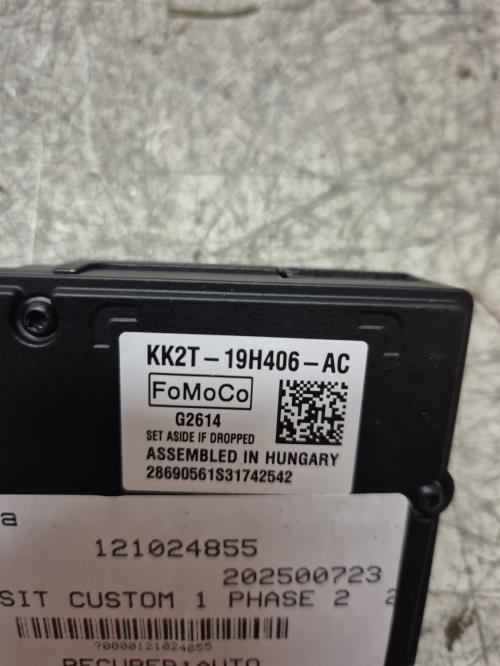 KK2T-19H406-AC
FoMoCo
G2614
SET ASIDE IF DROPPED
ASSEMBLED IN HUNGARY
28690561S31742542
a
121024855
202500723
SIT CUSTOM 1 PHASE 2 2
?0000121024855